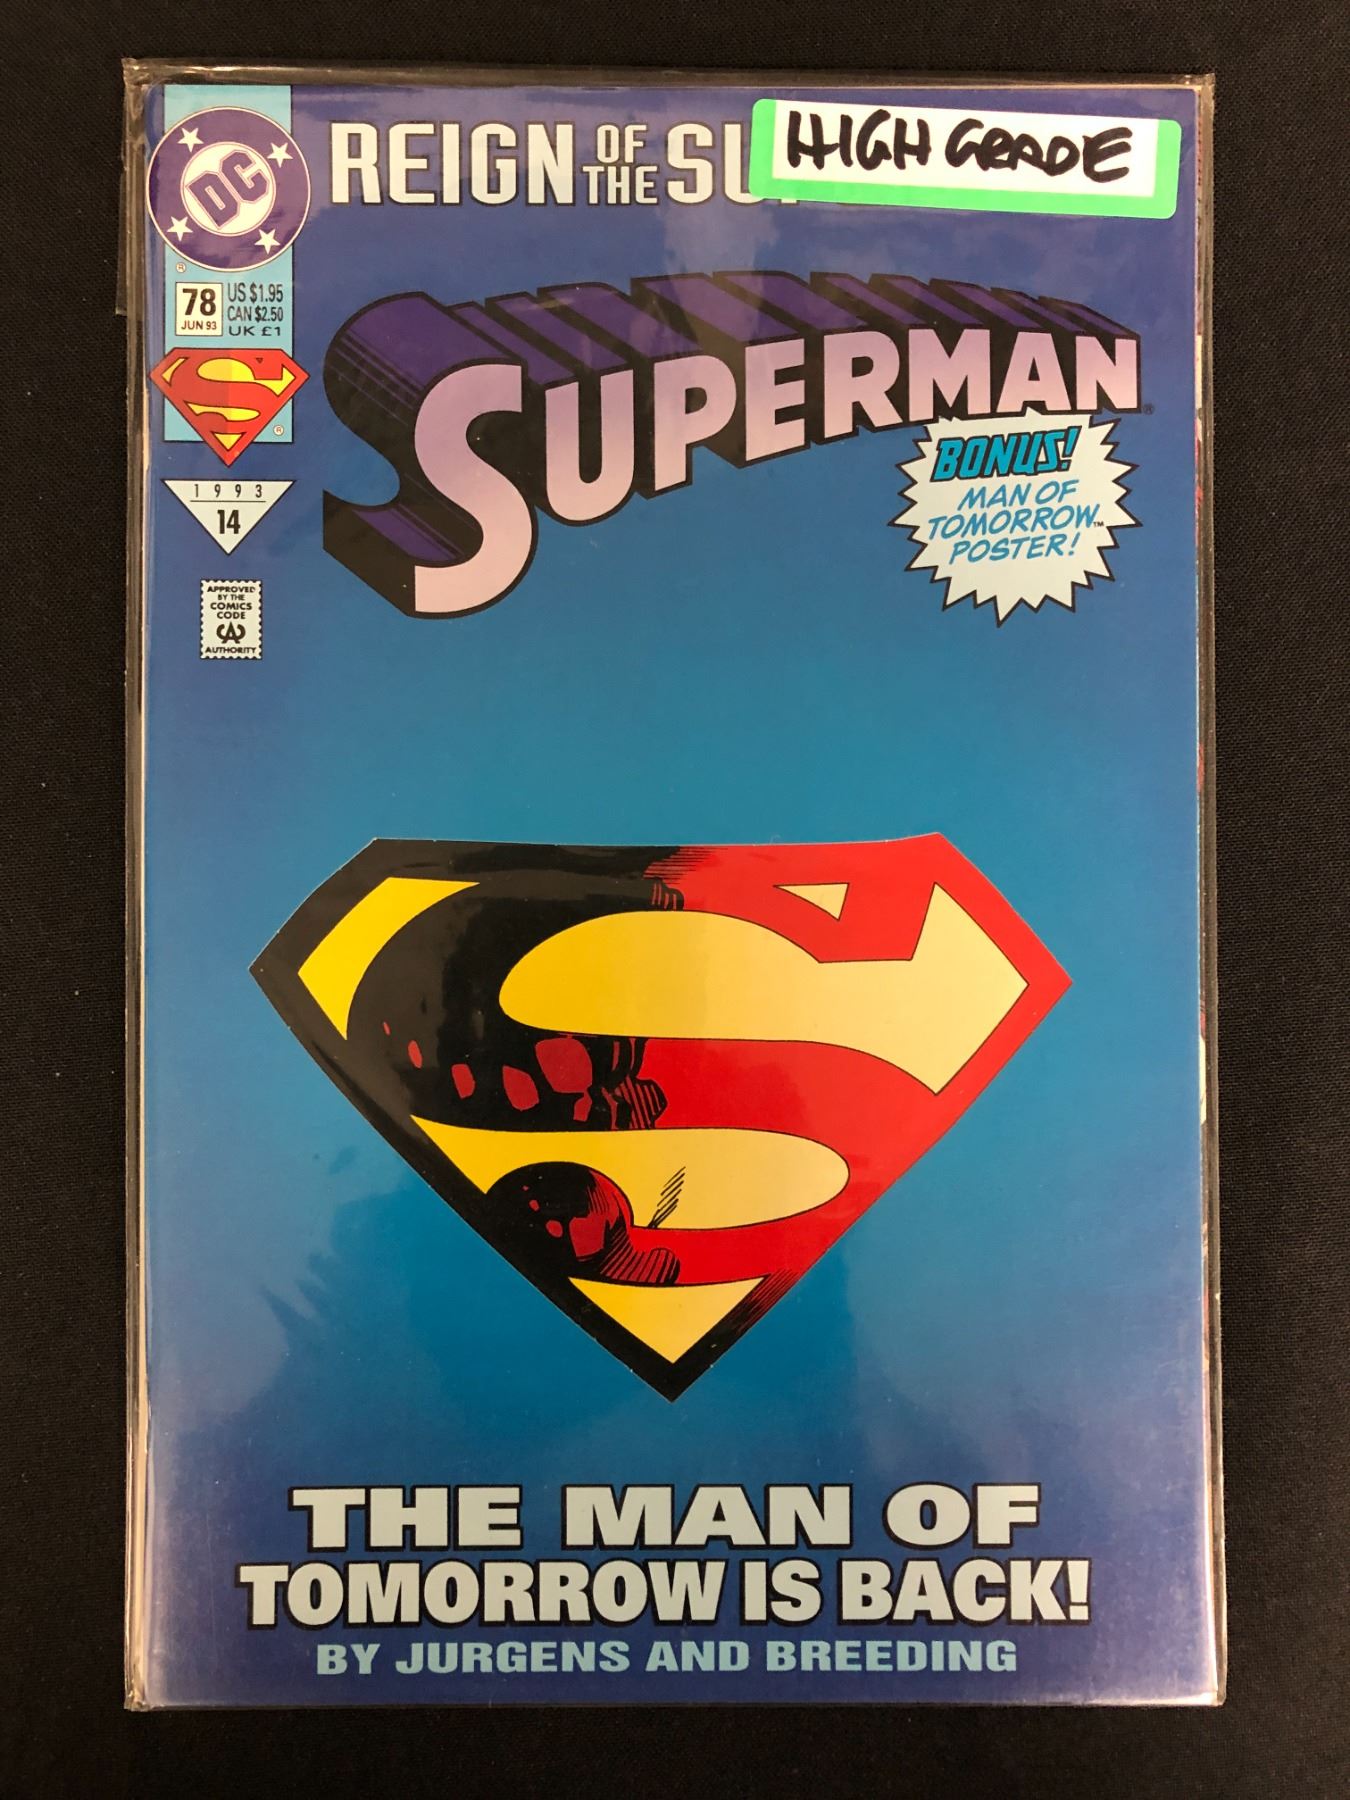 DC
REIGN OF THE SU
HIGH GRADE
®
78
JUN 93
US $1.95
CAN $2.50
UK £1
SUPERMAN®
S
®
BONUS!
MAN OF
TOMORROW™
POSTER!
1993
14
APPROVED
BY THE
COMICS
CODE
CA
AUTHORITY
S
THE MAN OF
TOMORROW IS BACK!
BY JURGENS AND BREEDING